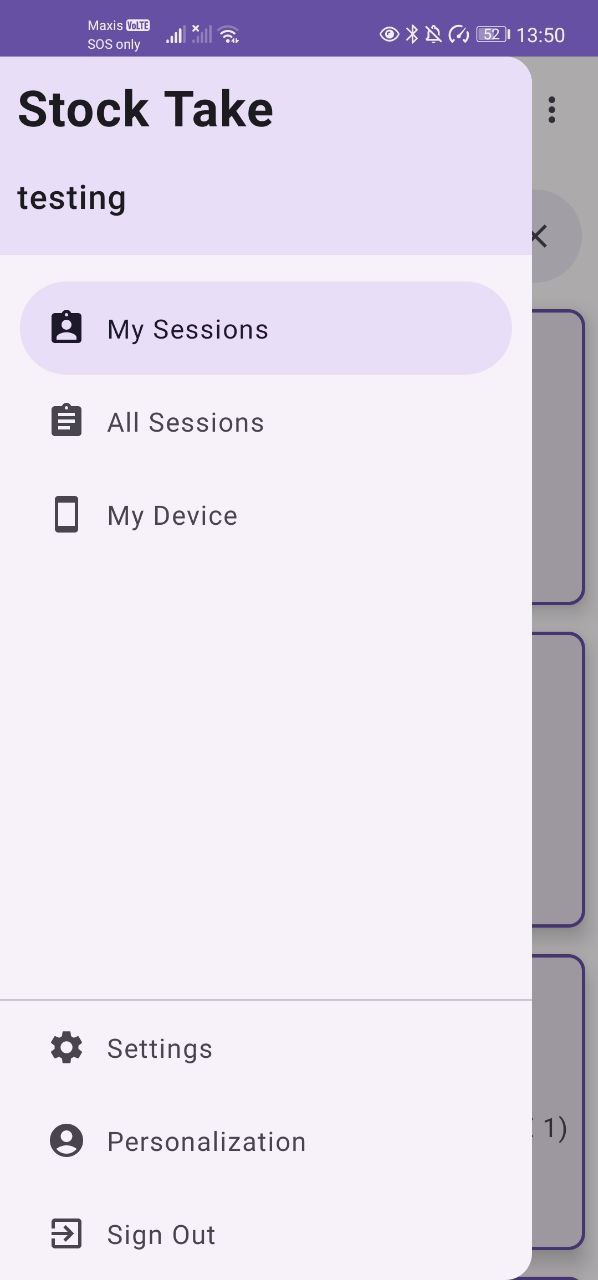 Maxis VoLTE
SOS only
52 13:50
Stock Take
testing
My Sessions
All Sessions
My Device
Settings
1)
Personalization
Sign Out